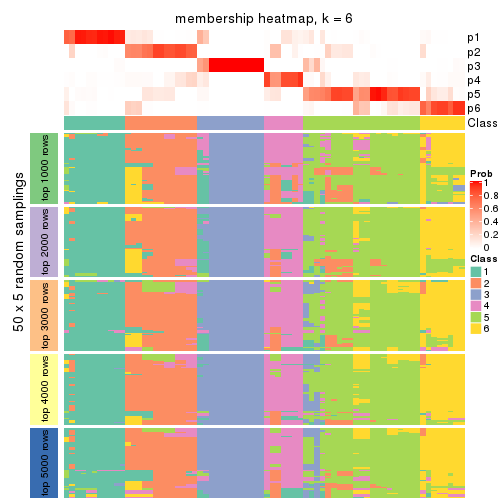 membership heatmap, k = 6
p1
p2
p3
p4
p5
p6
Class
50 x 5 random samplings
top 1000 rows
top 2000 rows
top 3000 rows
top 4000 rows
top 5000 rows
Prob
1
0.8
0.6
0.4
0.2
0
Class
1
2
3
4
5
6